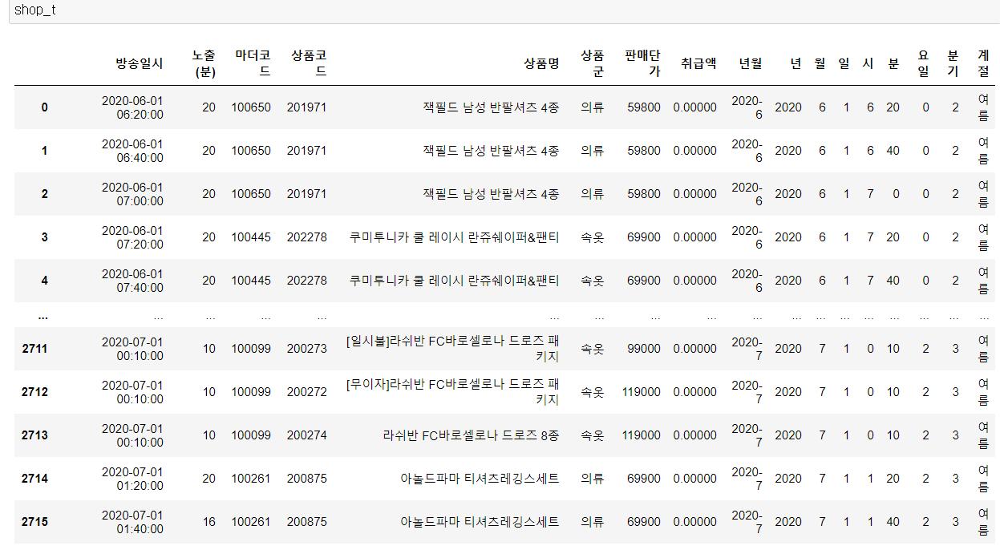 shop_t
방송일시 노출(분) 마더코드 상품코드 상품명 상품군 판매단가 취급액 년월 년 월 일 시 분 요일 분기 계절
0 2020-06-01 06:20:00 20 100650 201971 잭필드 남성 반팔셔츠 4종 의류 59800 0.00000 2020-6 2020 6 1 6 20 0 2 여름
1 2020-06-01 06:40:00 20 100650 201971 잭필드 남성 반팔셔츠 4종 의류 59800 0.00000 2020-6 2020 6 1 6 40 0 2 여름
2 2020-06-01 07:00:00 20 100650 201971 잭필드 남성 반팔셔츠 4종 의류 59800 0.00000 2020-6 2020 6 1 7 0 0 2 여름
3 2020-06-01 07:20:00 20 100445 202278 쿠미투니카 쿨 레이시 란쥬쉐이퍼&팬티 속옷 69900 0.00000 2020-6 2020 6 1 7 20 0 2 여름
4 2020-06-01 07:40:00 20 100445 202278 쿠미투니카 쿨 레이시 란쥬쉐이퍼&팬티 속옷 69900 0.00000 2020-6 2020 6 1 7 40 0 2 여름
... ... ... ... ... ... ... ... ... ... ... ... ... ... ... ... ... ...
2711 2020-07-01 00:10:00 10 100099 200273 [일시불]라쉬반 FC바로셀로나 드로즈 패키지 속옷 99000 0.00000 2020-7 2020 7 1 0 10 2 3 여름
2712 2020-07-01 00:10:00 10 100099 200272 [무이자]라쉬반 FC바로셀로나 드로즈 패키지 속옷 119000 0.00000 2020-7 2020 7 1 0 10 2 3 여름
2713 2020-07-01 00:10:00 10 100099 200274 라쉬반 FC바로셀로나 드로즈 8종 속옷 119000 0.00000 2020-7 2020 7 1 0 10 2 3 여름
2714 2020-07-01 01:20:00 20 100261 200875 아놀드파마 티셔츠레깅스세트 의류 69900 0.00000 2020-7 2020 7 1 1 20 2 3 여름
2715 2020-07-01 01:40:00 16 100261 200875 아놀드파마 티셔츠레깅스세트 의류 69900 0.00000 2020-7 2020 7 1 1 40 2 3 여름